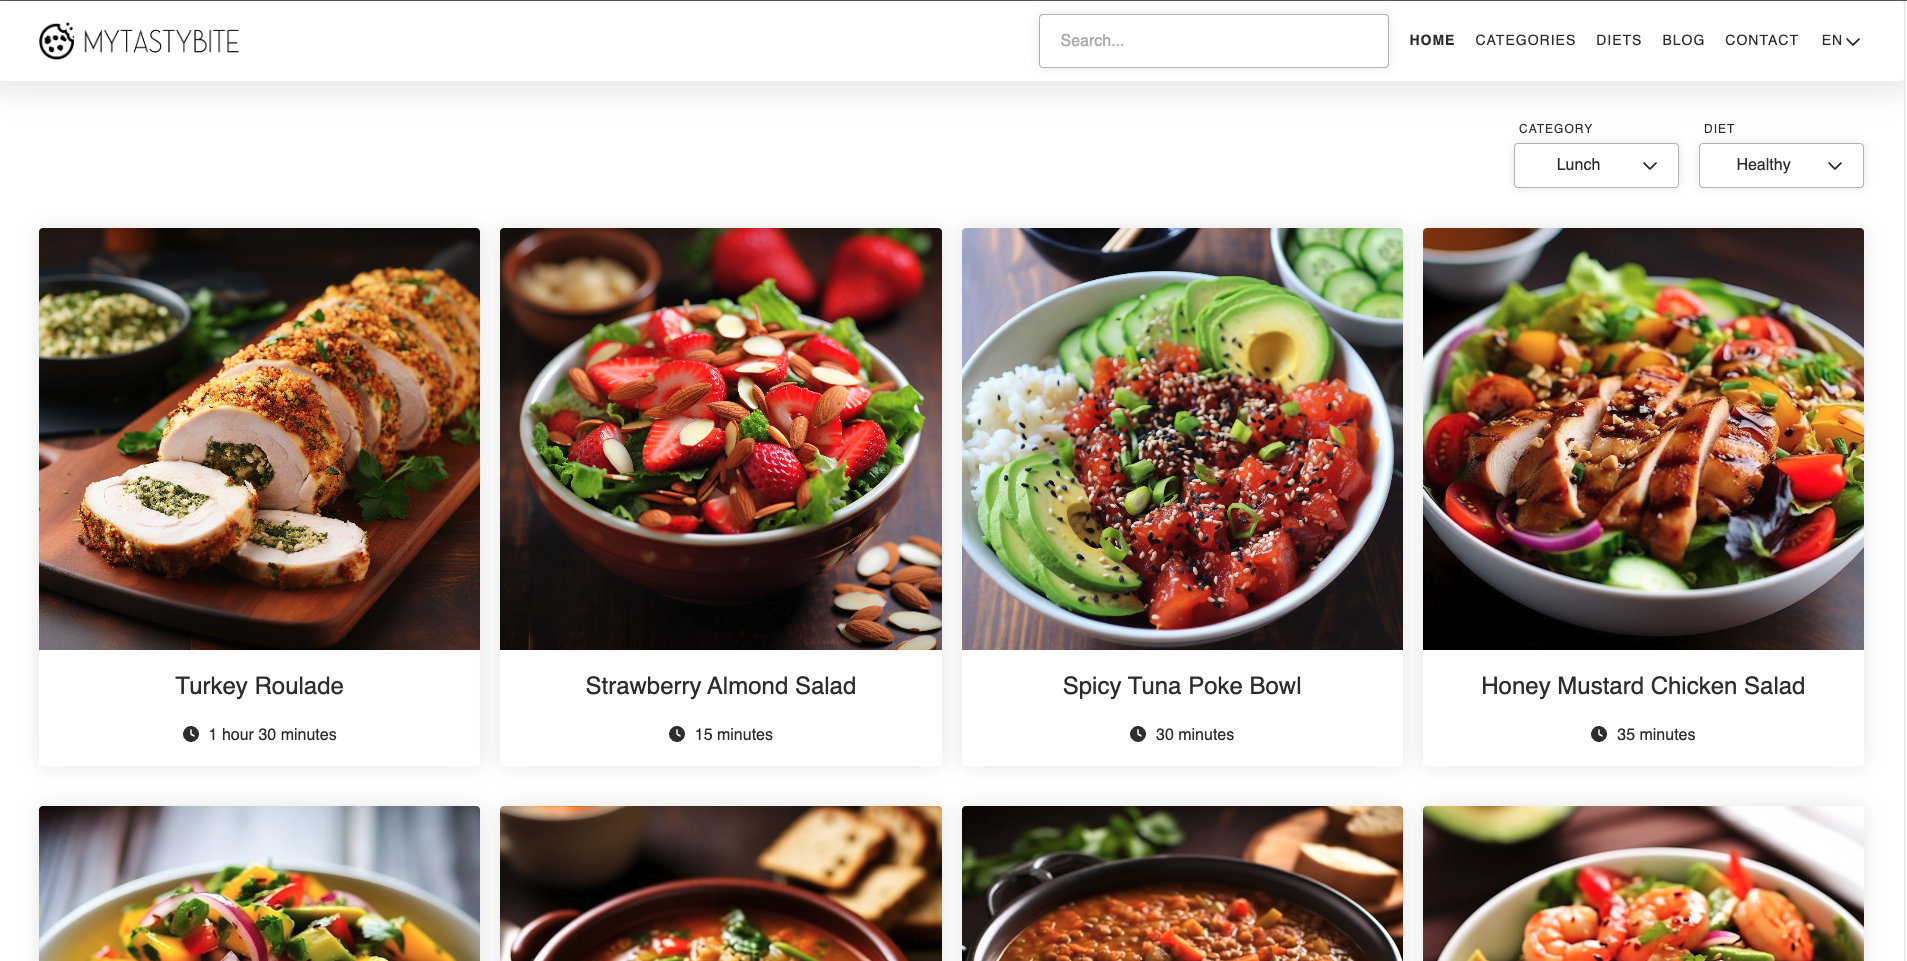 MYTASTYBITE
Search...
HOME CATEGORIES DIETS BLOG CONTACT EN
CATEGORY DIET
Lunch Healthy
Turkey Roulade
1 hour 30 minutes
Strawberry Almond Salad
15 minutes
Spicy Tuna Poke Bowl
30 minutes
Honey Mustard Chicken Salad
35 minutes